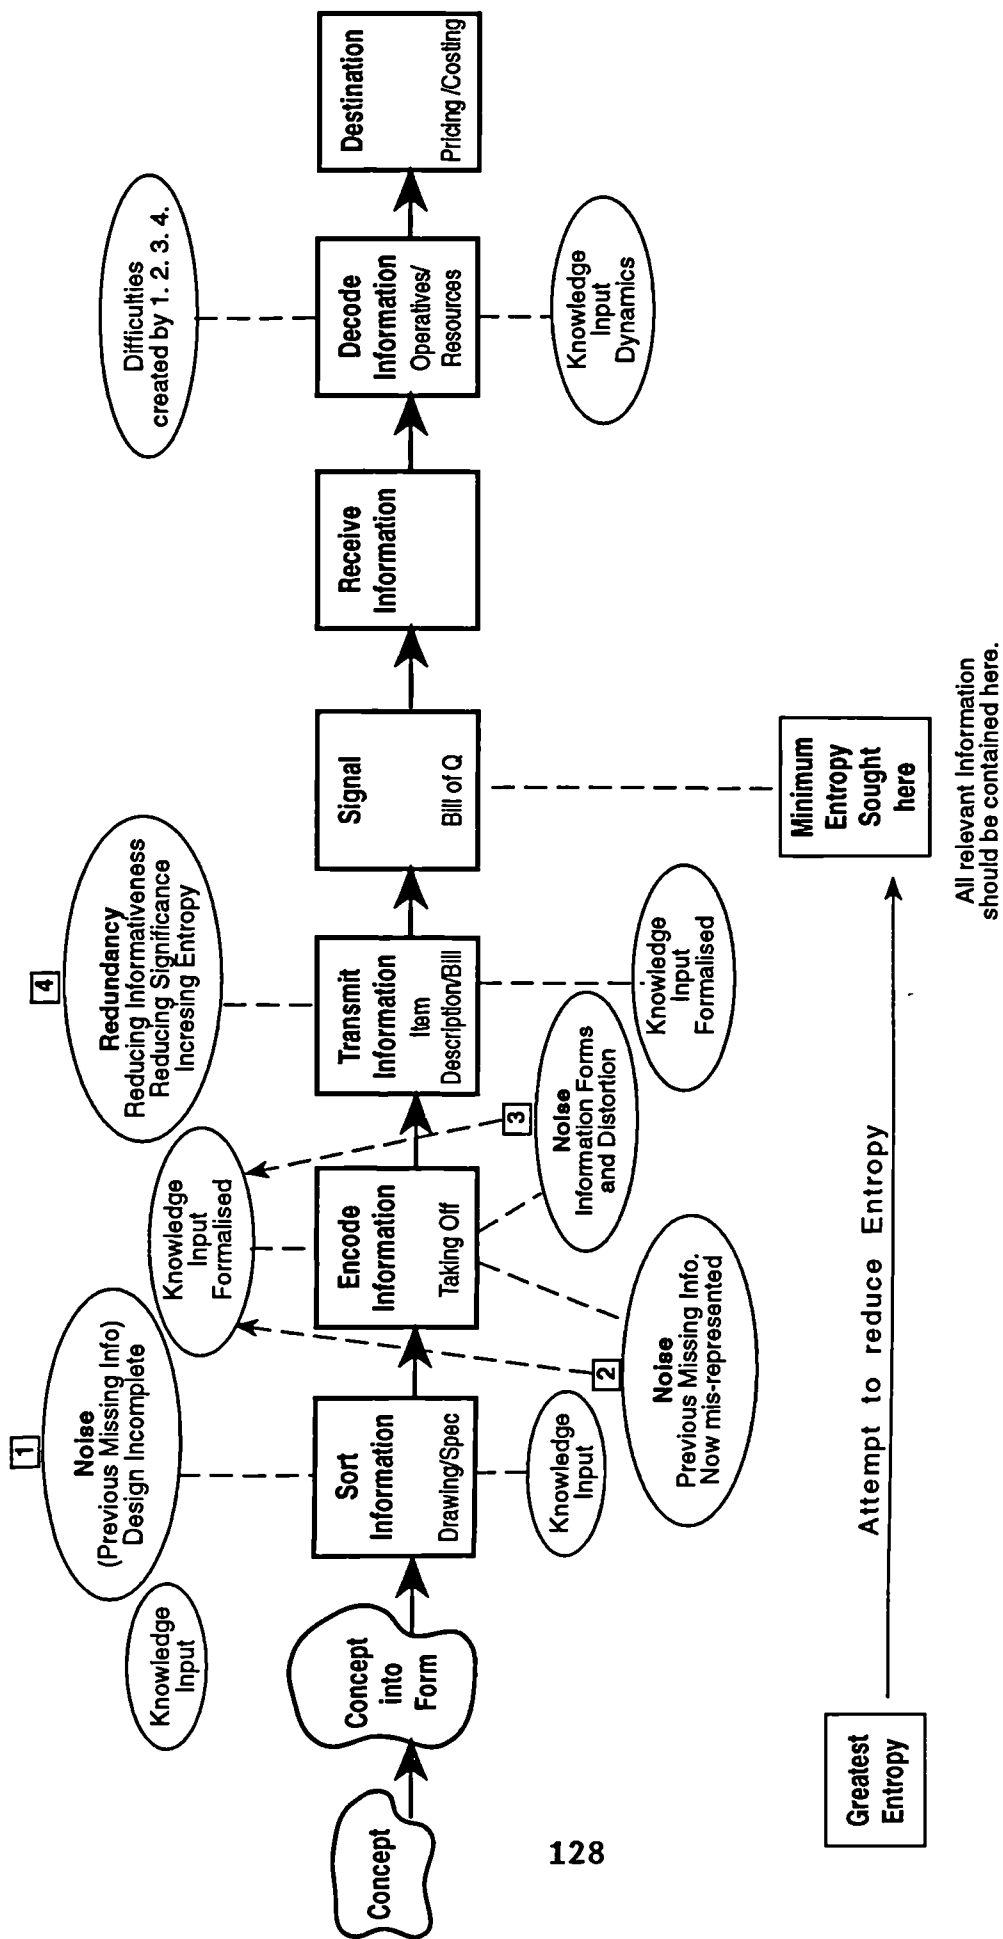 1
Noise
(Previous Missing Info)
Design Incomplete
Knowledge
Input
Knowledge
Input
Formalised
4
Redundancy
Reducing Informativeness
Reducing Significance
Incresing Entropy
Difficulties
created by 1. 2. 3. 4.
Concept
Concept
into
Form
Sort
Information
Drawing/Spec
Encode
Information
Taking Off
Transmit
Information
Item
Description/Bill
Signal
Bill of Q
Receive
Information
Decode
Information
Operatives/
Resources
Destination
Pricing /Costing
Knowledge
Input
2
Noise
Previous Missing Info.
Now mis-represented
3
Noise
Information Forms
and Distortion
Knowledge
Input
Formalised
Knowledge
Input
Dynamics
Greatest
Entropy
Attempt to reduce Entropy
Minimum
Entropy
Sought
here
All relevant Information
should be contained here.
128